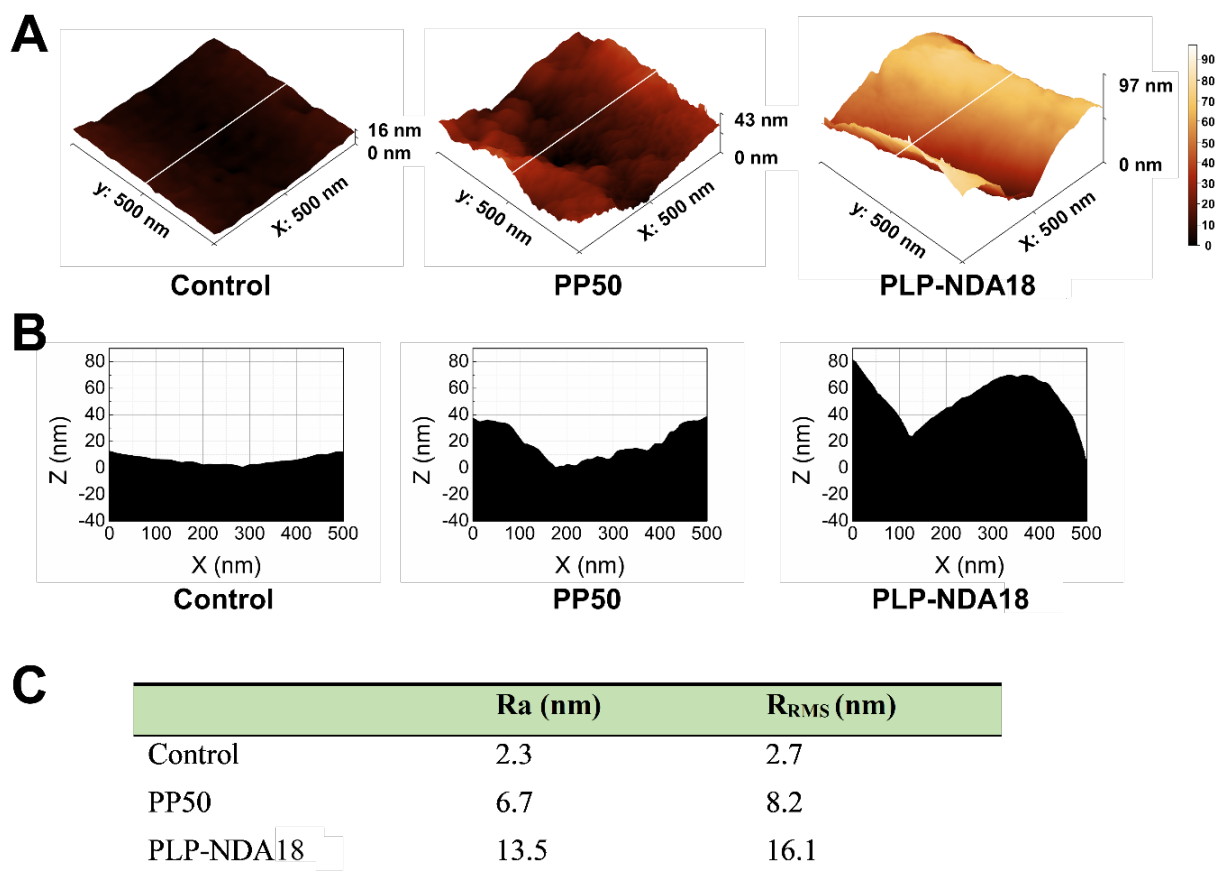 A
16 nm
0 nm
y: 500 nm
X: 500 nm
Control
43 nm
0 nm
y: 500 nm
X: 500 nm
PP50
97 nm
0 nm
y: 500 nm
X: 500 nm
PLP-NDA18
90
80
70
60
50
40
30
20
10
0
B
80
60
40
20
0
-20
-40
Z (nm)
0 100 200 300 400 500
X (nm)
Control
80
60
40
20
0
-20
-40
Z (nm)
0 100 200 300 400 500
X (nm)
PP50
80
60
40
20
0
-20
-40
Z (nm)
0 100 200 300 400 500
X (nm)
PLP-NDA18
C
Ra (nm) RRMS (nm)
Control 2.3 2.7
PP50 6.7 8.2
PLP-NDA18 13.5 16.1